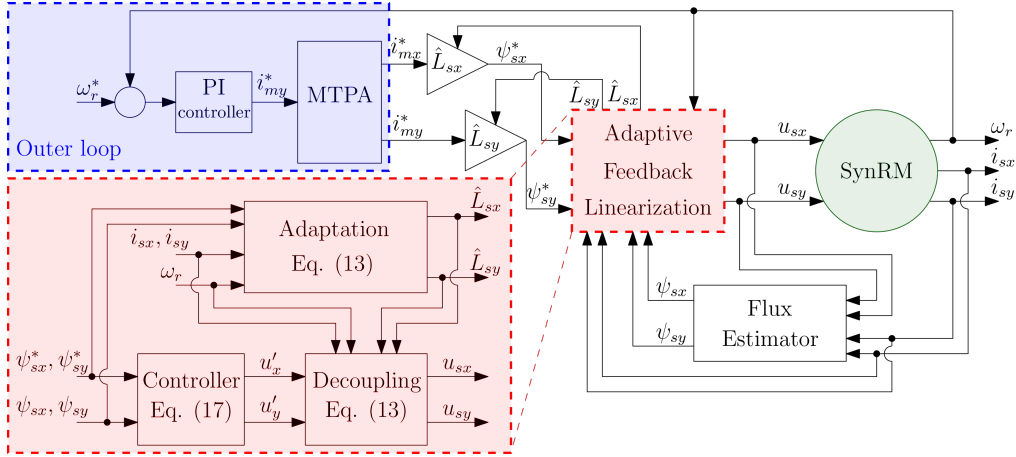 i*mx
ψ*sx
L̂sx
ω*r
PI
controller
i*my
MTPA
L̂sy
L̂sx
Outer loop
i*my
L̂sy
ψ*sy
Adaptive
Feedback
Linearization
usx
usy
SynRM
ωr
isx
isy
ψsx
ψsy
Flux
Estimator
isx, isy
ωr
Adaptation
Eq. (13)
L̂sx
L̂sy
ψ*sx, ψ*sy
ψsx, ψsy
Controller
Eq. (17)
u′x
u′y
Decoupling
Eq. (13)
usx
usy